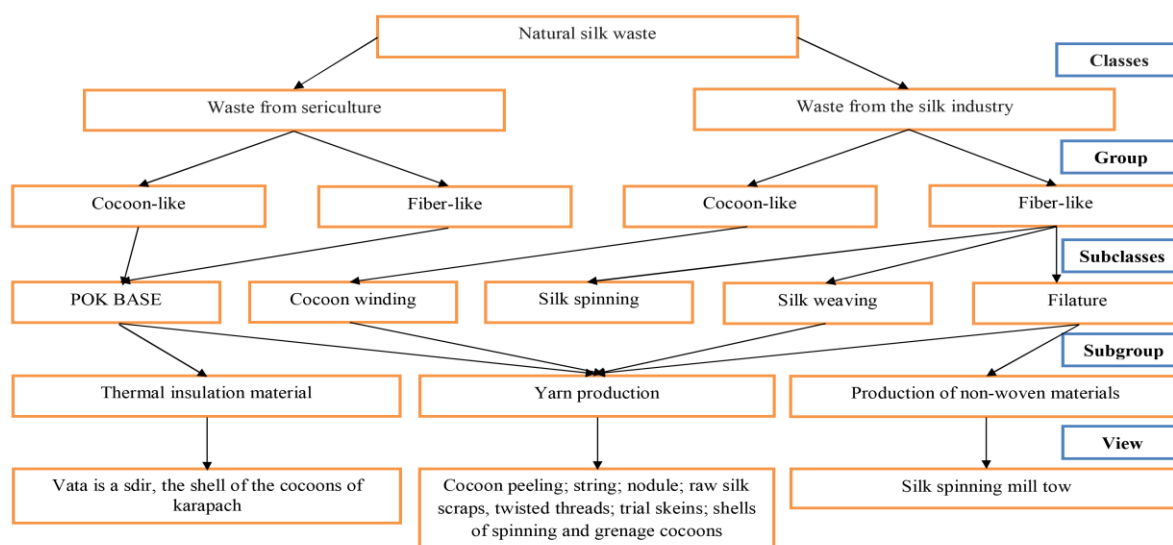 Natural silk waste
Classes
Waste from sericulture
Waste from the silk industry
Group
Cocoon-like
Fiber-like
Cocoon-like
Fiber-like
Subclasses
POK BASE
Cocoon winding
Silk spinning
Silk weaving
Filature
Subgroup
Thermal insulation material
Yarn production
Production of non-woven materials
View
Vata is a sdir, the shell of the cocoons of
karapach
Cocoon peeling; string; nodule; raw silk
scraps, twisted threads; trial skeins; shells
of spinning and grenage cocoons
Silk spinning mill tow